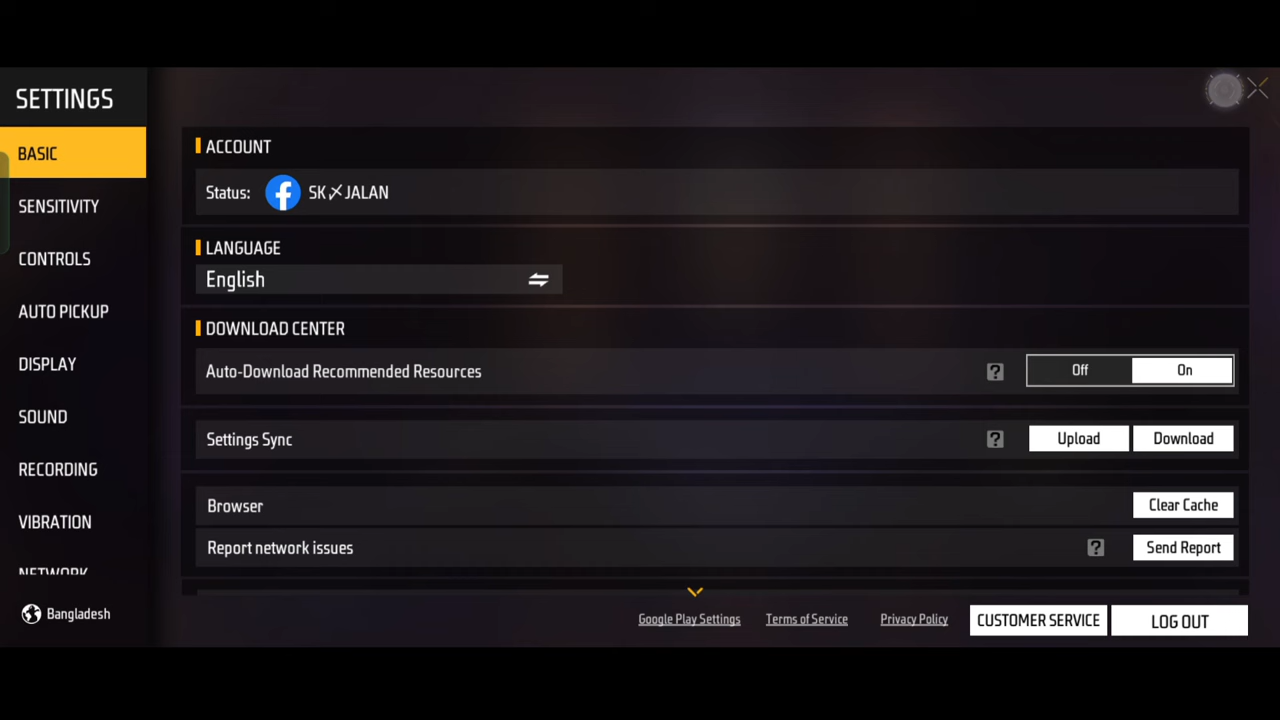 SETTINGS
BASIC
SENSITIVITY
CONTROLS
AUTO PICKUP
DISPLAY
SOUND
RECORDING
VIBRATION
NETWORK
Bangladesh
ACCOUNT
Status: SK〆JALAN
LANGUAGE
English
DOWNLOAD CENTER
Auto-Download Recommended Resources ? Off On
Settings Sync ? Upload Download
Browser Clear Cache
Report network issues ? Send Report
Google Play Settings Terms of Service Privacy Policy CUSTOMER SERVICE LOG OUT